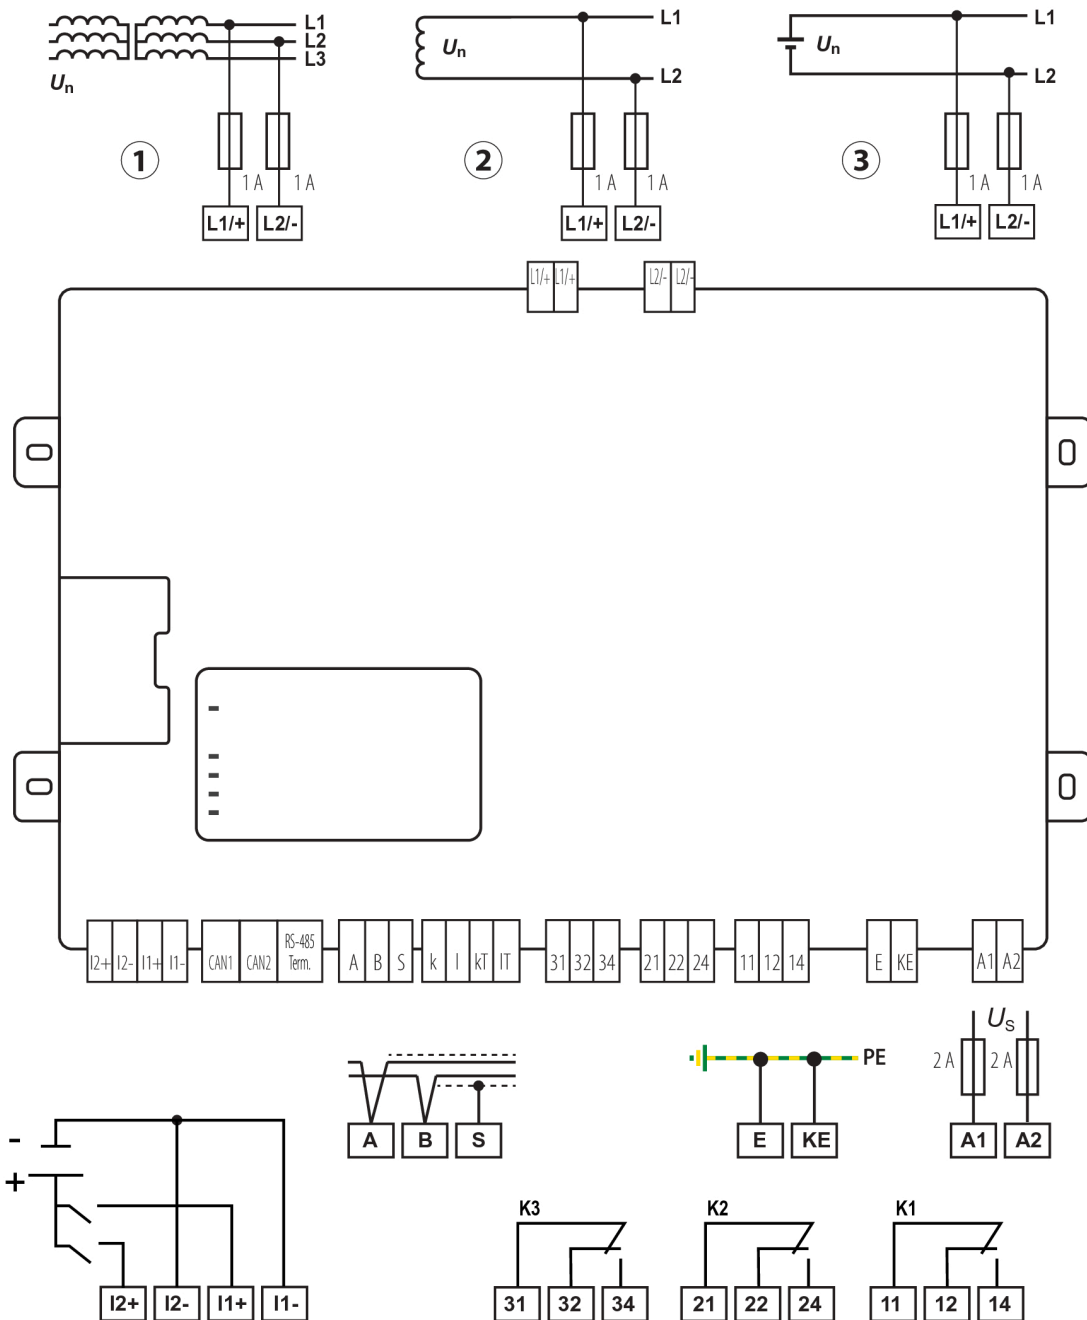 L1
L2
L3
Un
1
1 A
1 A
L1/+
L2/-
L1
Un
L2
2
1 A
1 A
L1/+
L2/-
L1
Un
L2
3
1 A
1 A
L1/+
L2/-
L1/+ L1/+
L2/- L2/-
I2+ I2- I1+ I1-
CAN1 CAN2 RS-485
Term.
A B S
k l kT lT
31 32 34
21 22 24
11 12 14
E KE
A1 A2
A B S
PE
E KE
Us
2 A 2 A
A1 A2
-
+
I2+ I2- I1+ I1-
K3
31 32 34
K2
21 22 24
K1
11 12 14